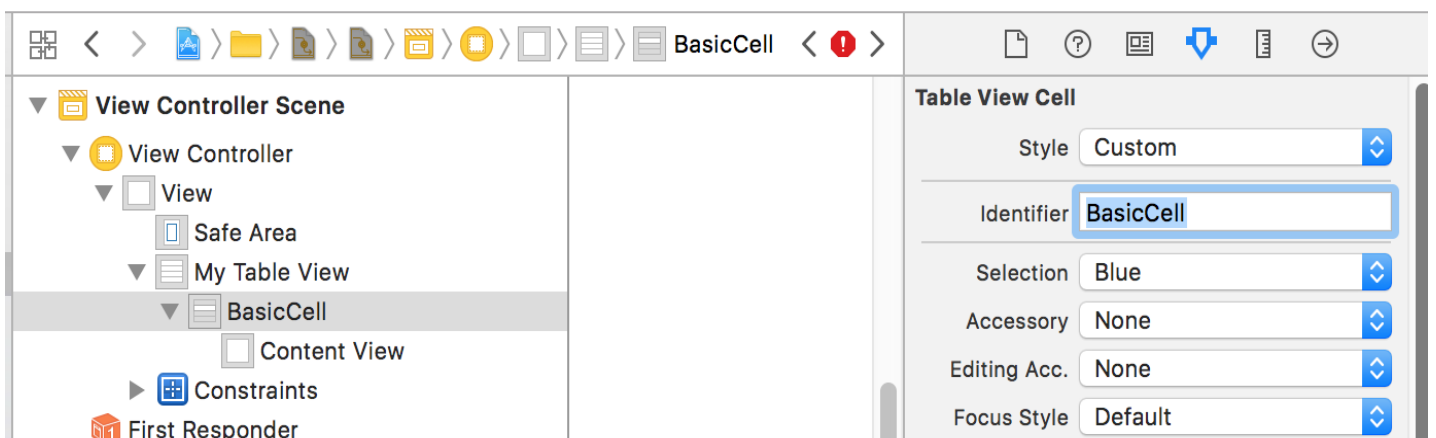 BasicCell
View Controller Scene
View Controller
View
Safe Area
My Table View
BasicCell
Content View
Constraints
First Responder
Table View Cell
Style Custom
Identifier BasicCell
Selection Blue
Accessory None
Editing Acc. None
Focus Style Default